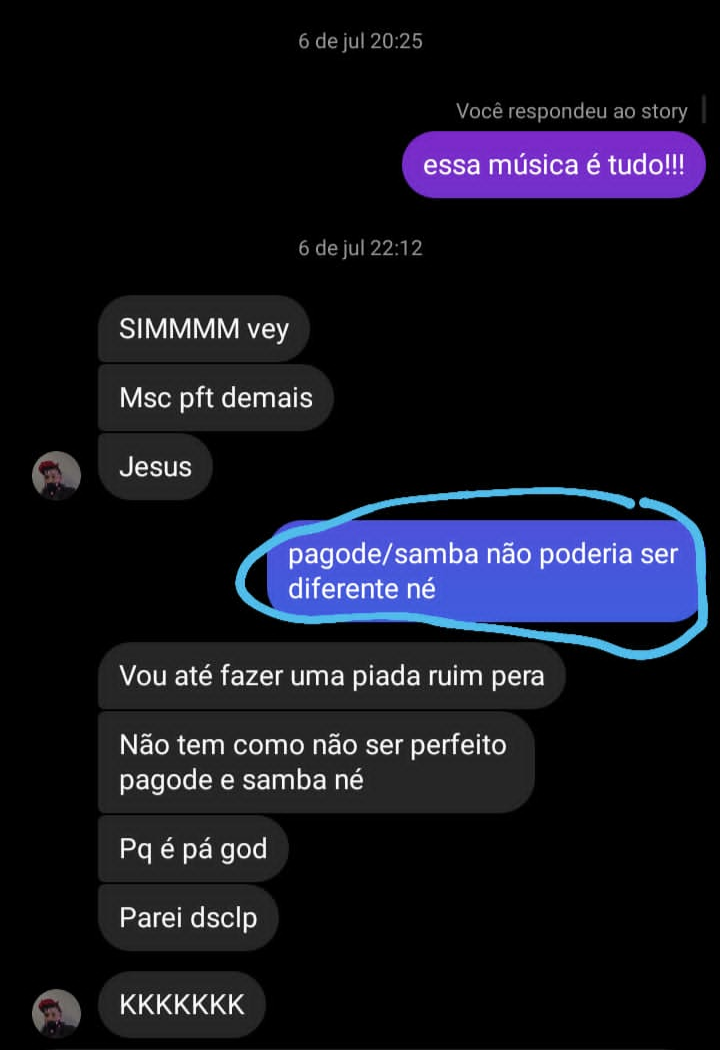 6 de jul 20:25
Você respondeu ao story
essa música é tudo!!!
6 de jul 22:12
SIMMMM vey
Msc pft demais
Jesus
pagode/samba não poderia ser
diferente né
Vou até fazer uma piada ruim pera
Não tem como não ser perfeito
pagode e samba né
Pq é pá god
Parei dsclp
KKKKKKK